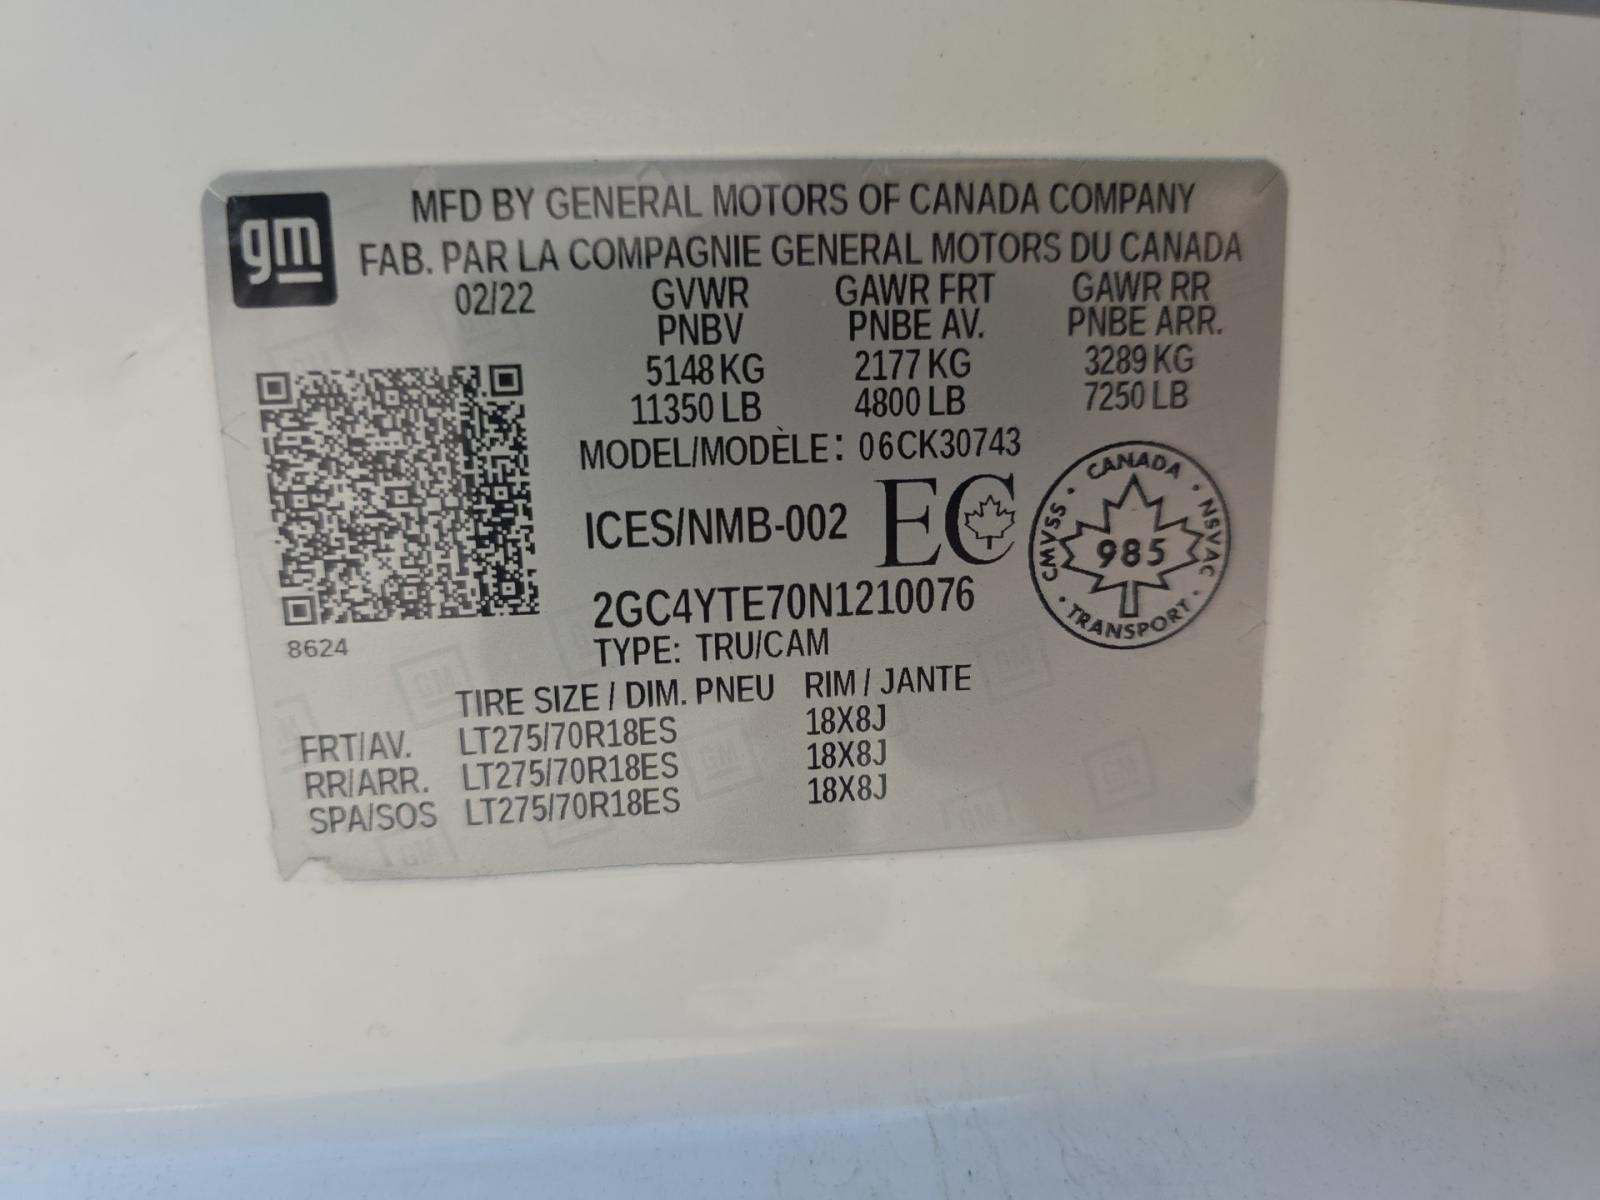 gm
MFD BY GENERAL MOTORS OF CANADA COMPANY
FAB. PAR LA COMPAGNIE GENERAL MOTORS DU CANADA
02/22 GVWR GAWR FRT GAWR RR
PNBV PNBE AV. PNBE ARR.
5148 KG 2177 KG 3289 KG
11350 LB 4800 LB 7250 LB
MODEL/MODÈLE: 06CK30743
ICES/NMB-002 EC
CANADA · NSVAC · TRANSPORT · CMVSS ·
985
2GC4YTE70N1210076
8624
TYPE: TRU/CAM
TIRE SIZE / DIM. PNEU RIM / JANTE
FRT/AV. LT275/70R18ES 18X8J
RR/ARR. LT275/70R18ES 18X8J
SPA/SOS LT275/70R18ES 18X8J